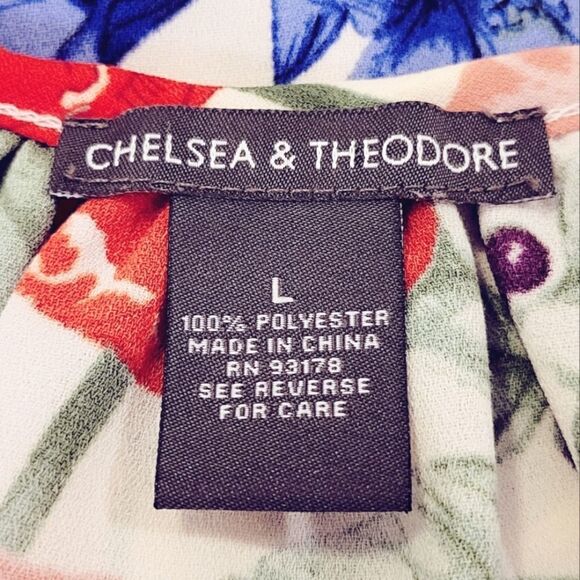 CHELSEA & THEODORE
L
100% POLYESTER
MADE IN CHINA
RN 93178
SEE REVERSE
FOR CARE